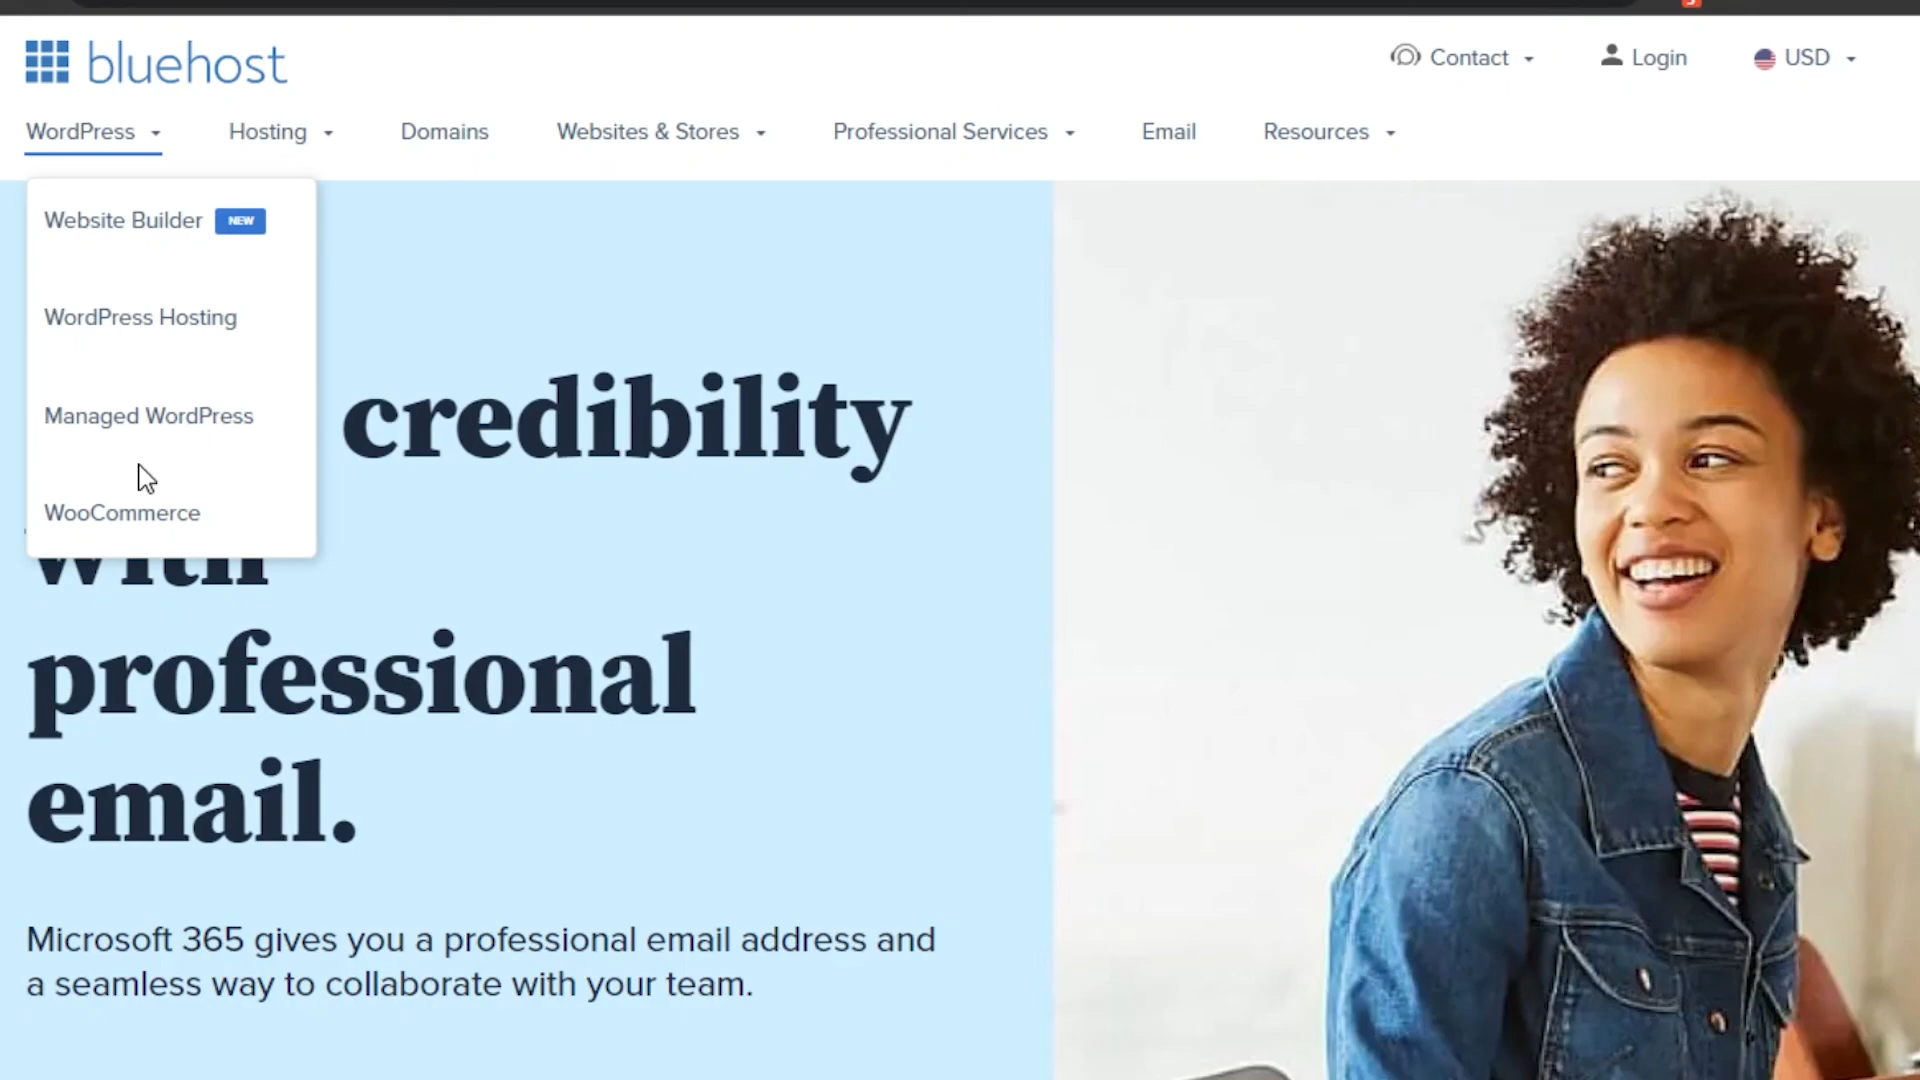 bluehost
Contact
Login
USD
WordPress
Hosting
Domains
Websites & Stores
Professional Services
Email
Resources
Website Builder NEW
WordPress Hosting
Managed WordPress
WooCommerce
credibility
with
professional
email.
Microsoft 365 gives you a professional email address and
a seamless way to collaborate with your team.